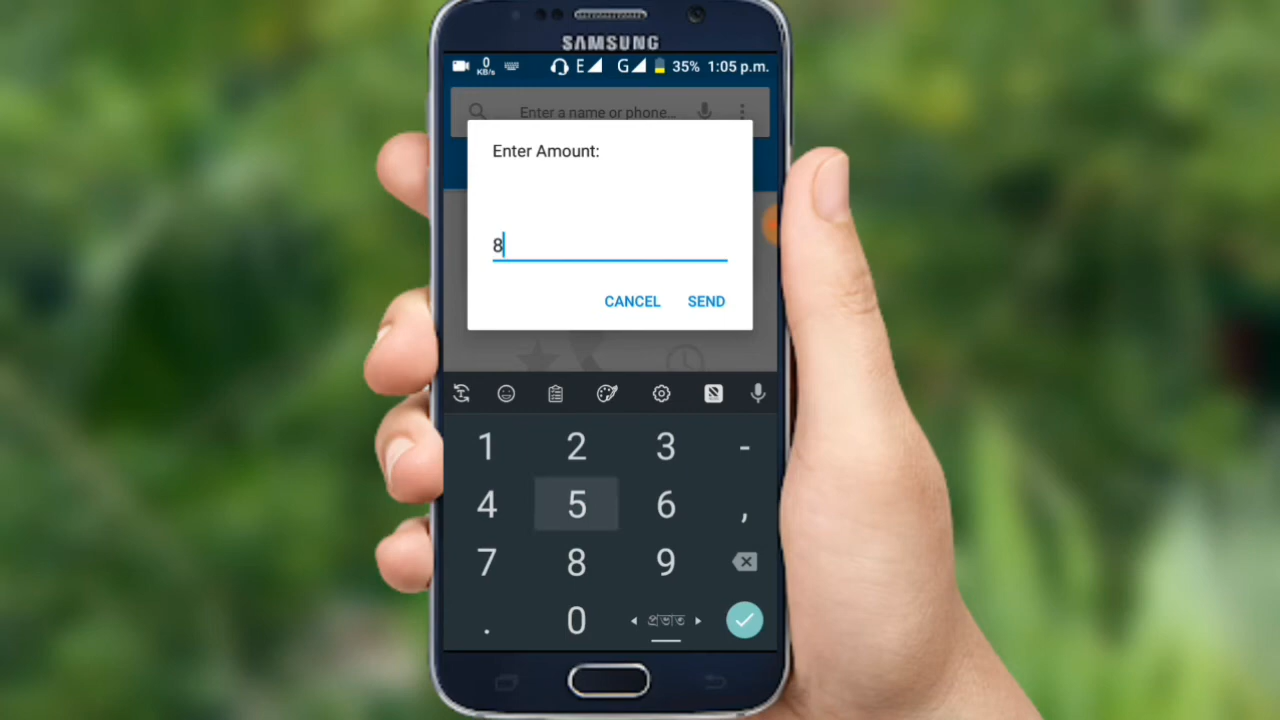 SAMSUNG
0
KB/s
E
G
35%
1:05 p.m.
Enter a name or phone...
Enter Amount:
8
CANCEL
SEND
1 2 3 -
4 5 6 ,
7 8 9
. 0